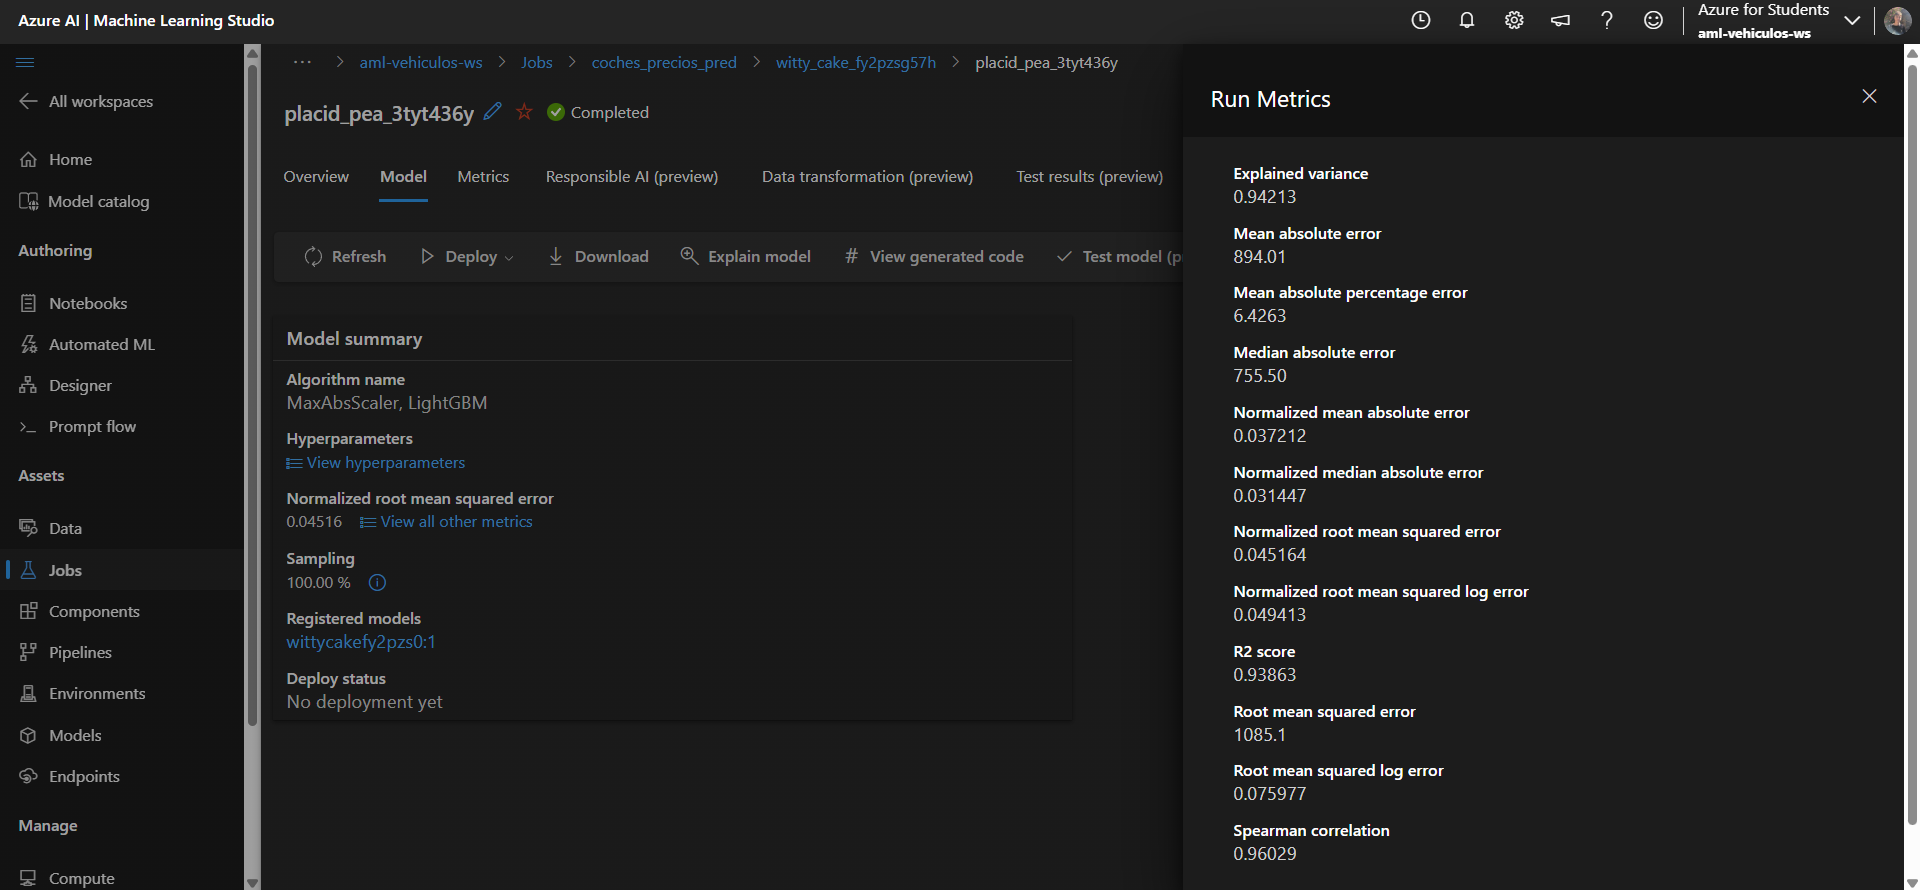 Azure AI | Machine Learning Studio
Azure for Students
aml-vehiculos-ws
All workspaces
Home
Model catalog
Authoring
Notebooks
Automated ML
Designer
Prompt flow
Assets
Data
Jobs
Components
Pipelines
Environments
Models
Endpoints
Manage
Compute
... > aml-vehiculos-ws > Jobs > coches_precios_pred > witty_cake_fy2pzsg57h > placid_pea_3tyt436y
placid_pea_3tyt436y Completed
Overview Model Metrics Responsible AI (preview) Data transformation (preview) Test results (preview)
Refresh Deploy Download Explain model # View generated code Test model (p
Model summary
Algorithm name
MaxAbsScaler, LightGBM
Hyperparameters
View hyperparameters
Normalized root mean squared error
0.04516 View all other metrics
Sampling
100.00 %
Registered models
wittycakefy2pzs0:1
Deploy status
No deployment yet
Run Metrics
Explained variance
0.94213
Mean absolute error
894.01
Mean absolute percentage error
6.4263
Median absolute error
755.50
Normalized mean absolute error
0.037212
Normalized median absolute error
0.031447
Normalized root mean squared error
0.045164
Normalized root mean squared log error
0.049413
R2 score
0.93863
Root mean squared error
1085.1
Root mean squared log error
0.075977
Spearman correlation
0.96029